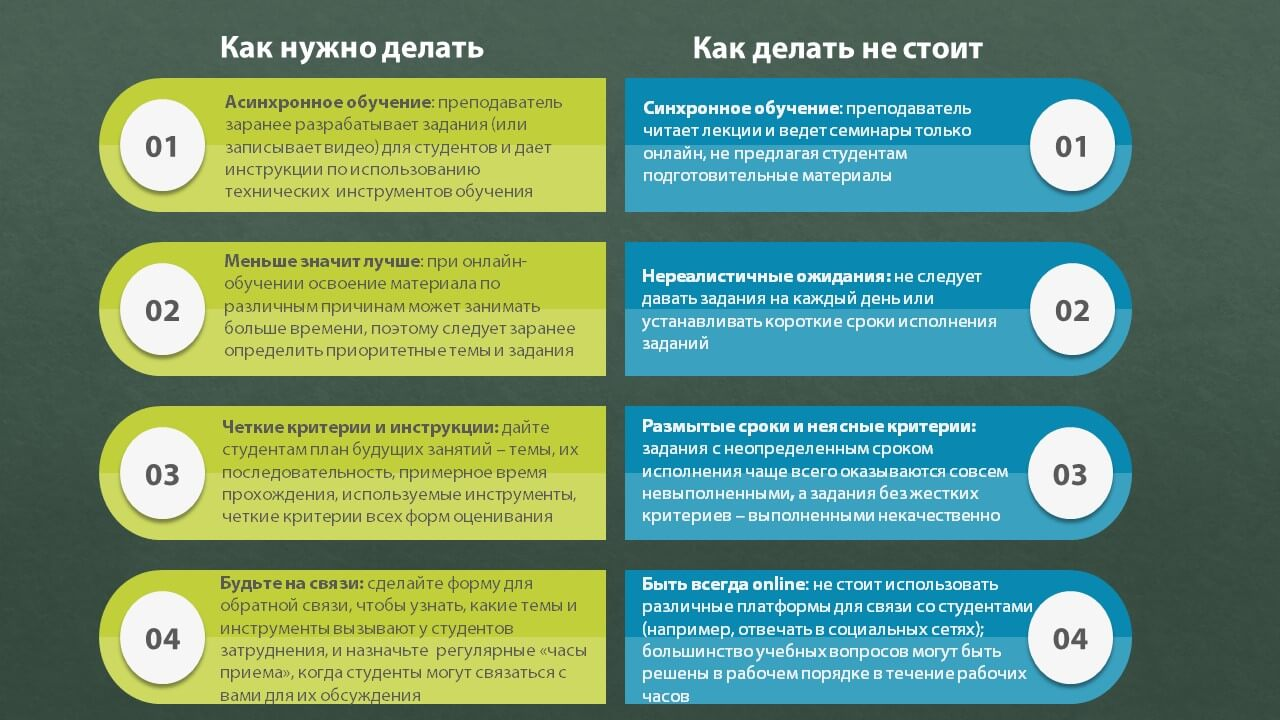 Как нужно делать
Как делать не стоит
01
Асинхронное обучение: преподаватель
заранее разрабатывает задания (или
записывает видео) для студентов и дает
инструкции по использованию
технических инструментов обучения
Синхронное обучение: преподаватель
читает лекции и ведет семинары только
онлайн, не предлагая студентам
подготовительные материалы
01
02
Меньше значит лучше: при онлайн-
обучении освоение материала по
различным причинам может занимать
больше времени, поэтому следует заранее
определить приоритетные темы и задания
Нереалистичные ожидания: не следует
давать задания на каждый день или
устанавливать короткие сроки исполнения
заданий
02
03
Четкие критерии и инструкции: дайте
студентам план будущих занятий – темы, их
последовательность, примерное время
прохождения, используемые инструменты,
четкие критерии всех форм оценивания
Размытые сроки и неясные критерии:
задания с неопределенным сроком
исполнения чаще всего оказываются совсем
невыполненными, а задания без жестких
критериев – выполненными некачественно
03
04
Будьте на связи: сделайте форму для
обратной связи, чтобы узнать, какие темы и
инструменты вызывают у студентов
затруднения, и назначьте регулярные «часы
приема», когда студенты могут связаться с
вами для их обсуждения
Быть всегда online: не стоит использовать
различные платформы для связи со студентами
(например, отвечать в социальных сетях);
большинство учебных вопросов могут быть
решены в рабочем порядке в течение рабочих
часов
04